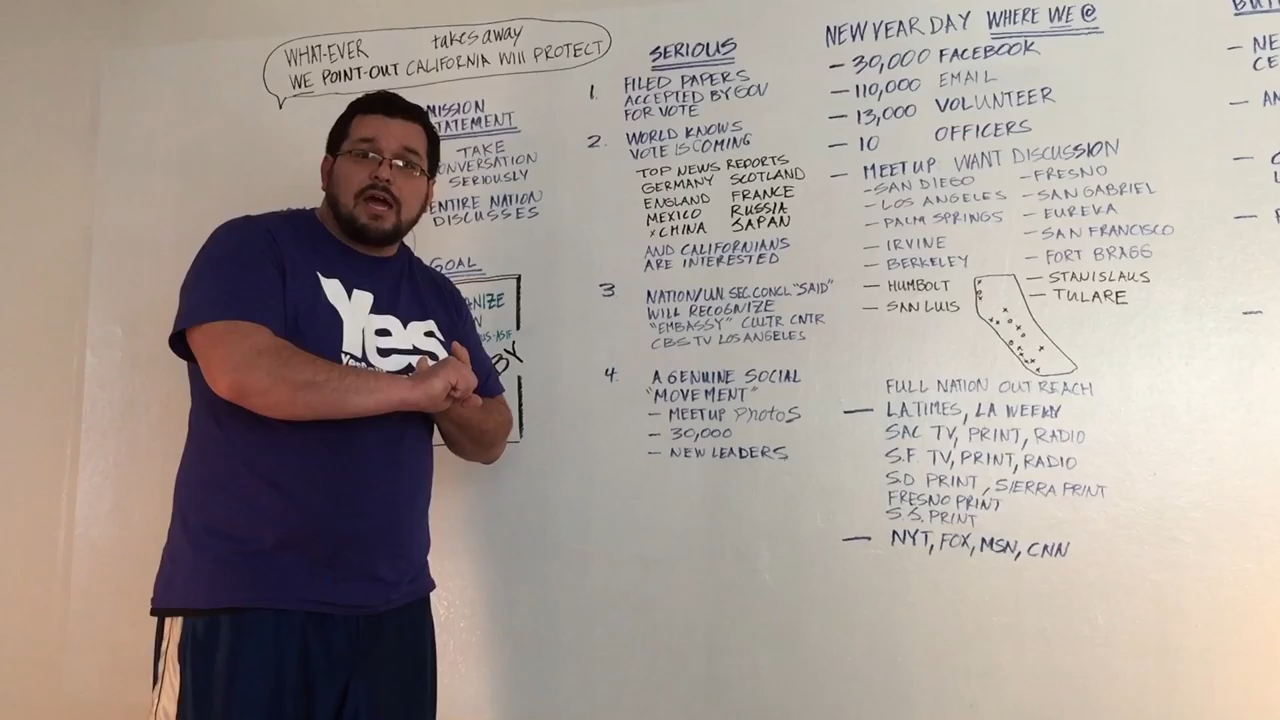 WHAT-EVER takes away
WE POINT-OUT CALIFORNIA WILL PROTECT
MISSION
STATEMENT
TAKE
CONVERSATION
SERIOUSLY
ENTIRE NATION
DISCUSSES
GOAL
ANIZE
N
US-ASF
BY
Yes
SERIOUS
1. FILED PAPERS
ACCEPTED BY GOV
FOR VOTE
2. WORLD KNOWS
VOTE IS COMING
TOP NEWS REPORTS
GERMANY SCOTLAND
ENGLAND FRANCE
MEXICO RUSSIA
× CHINA JAPAN
AND CALIFORNIANS
ARE INTERESTED
3. NATION/U.N. SEC. CONCL "SAID"
WILL RECOGNIZE
"EMBASSY" CULTR CNTR
CBS TV LOS ANGELES
4. A GENUINE SOCIAL
"MOVEMENT"
- MEETUP PhotoS
- 30,000
- NEW LEADERS
NEW YEAR DAY WHERE WE @
- 30,000 FACEBOOK
- 110,000 EMAIL
- 13,000 VOLUNTEER
- 10 OFFICERS
- MEETUP: WANT DISCUSSION
- SAN DIEGO
- LOS ANGELES
- PALM SPRINGS
- IRVINE
- BERKELEY
- HUMBOLT
- SAN LUIS
- FRESNO
- SAN GABRIEL
- EUREKA
- SAN FRANCISCO
- FORT BRAGG
- STANISLAUS
- TULARE
FULL NATION OUT REACH
- LA TIMES, LA WEEKLY
SAC TV, PRINT, RADIO
S.F. TV, PRINT, RADIO
S.D PRINT, SIERRA PRINT
FRESNO PRINT
S.S. PRINT
- NYT, FOX, MSN, CNN
- NE
CE
- AN